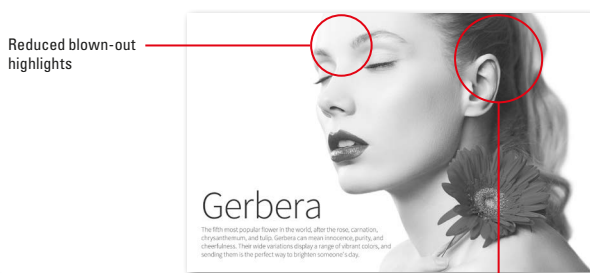 Reduced blown-out
highlights
Gerbera
The fifth most popular flower in the world, after the rose, carnation,
chrysanthemum, and tulip. Gerbera can mean innocence, purity, and
cheerfulness. Their wide variations display a range of vibrant colors, and
sending them is the perfect way to brighten someone's day.